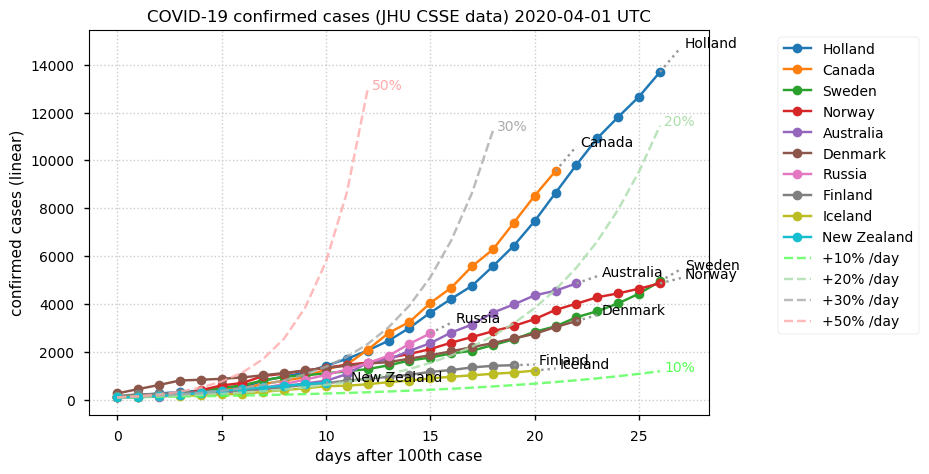 COVID-19 confirmed cases (JHU CSSE data) 2020-04-01 UTC
confirmed cases (linear)
14000
12000
10000
8000
6000
4000
2000
0
0
5
10
15
20
25
days after 100th case
50%
30%
20%
10%
Holland
Canada
Australia
Sweden
Norway
Denmark
Russia
Finland
Iceland
New Zealand
Holland
Canada
Sweden
Norway
Australia
Denmark
Russia
Finland
Iceland
New Zealand
+10% /day
+20% /day
+30% /day
+50% /day